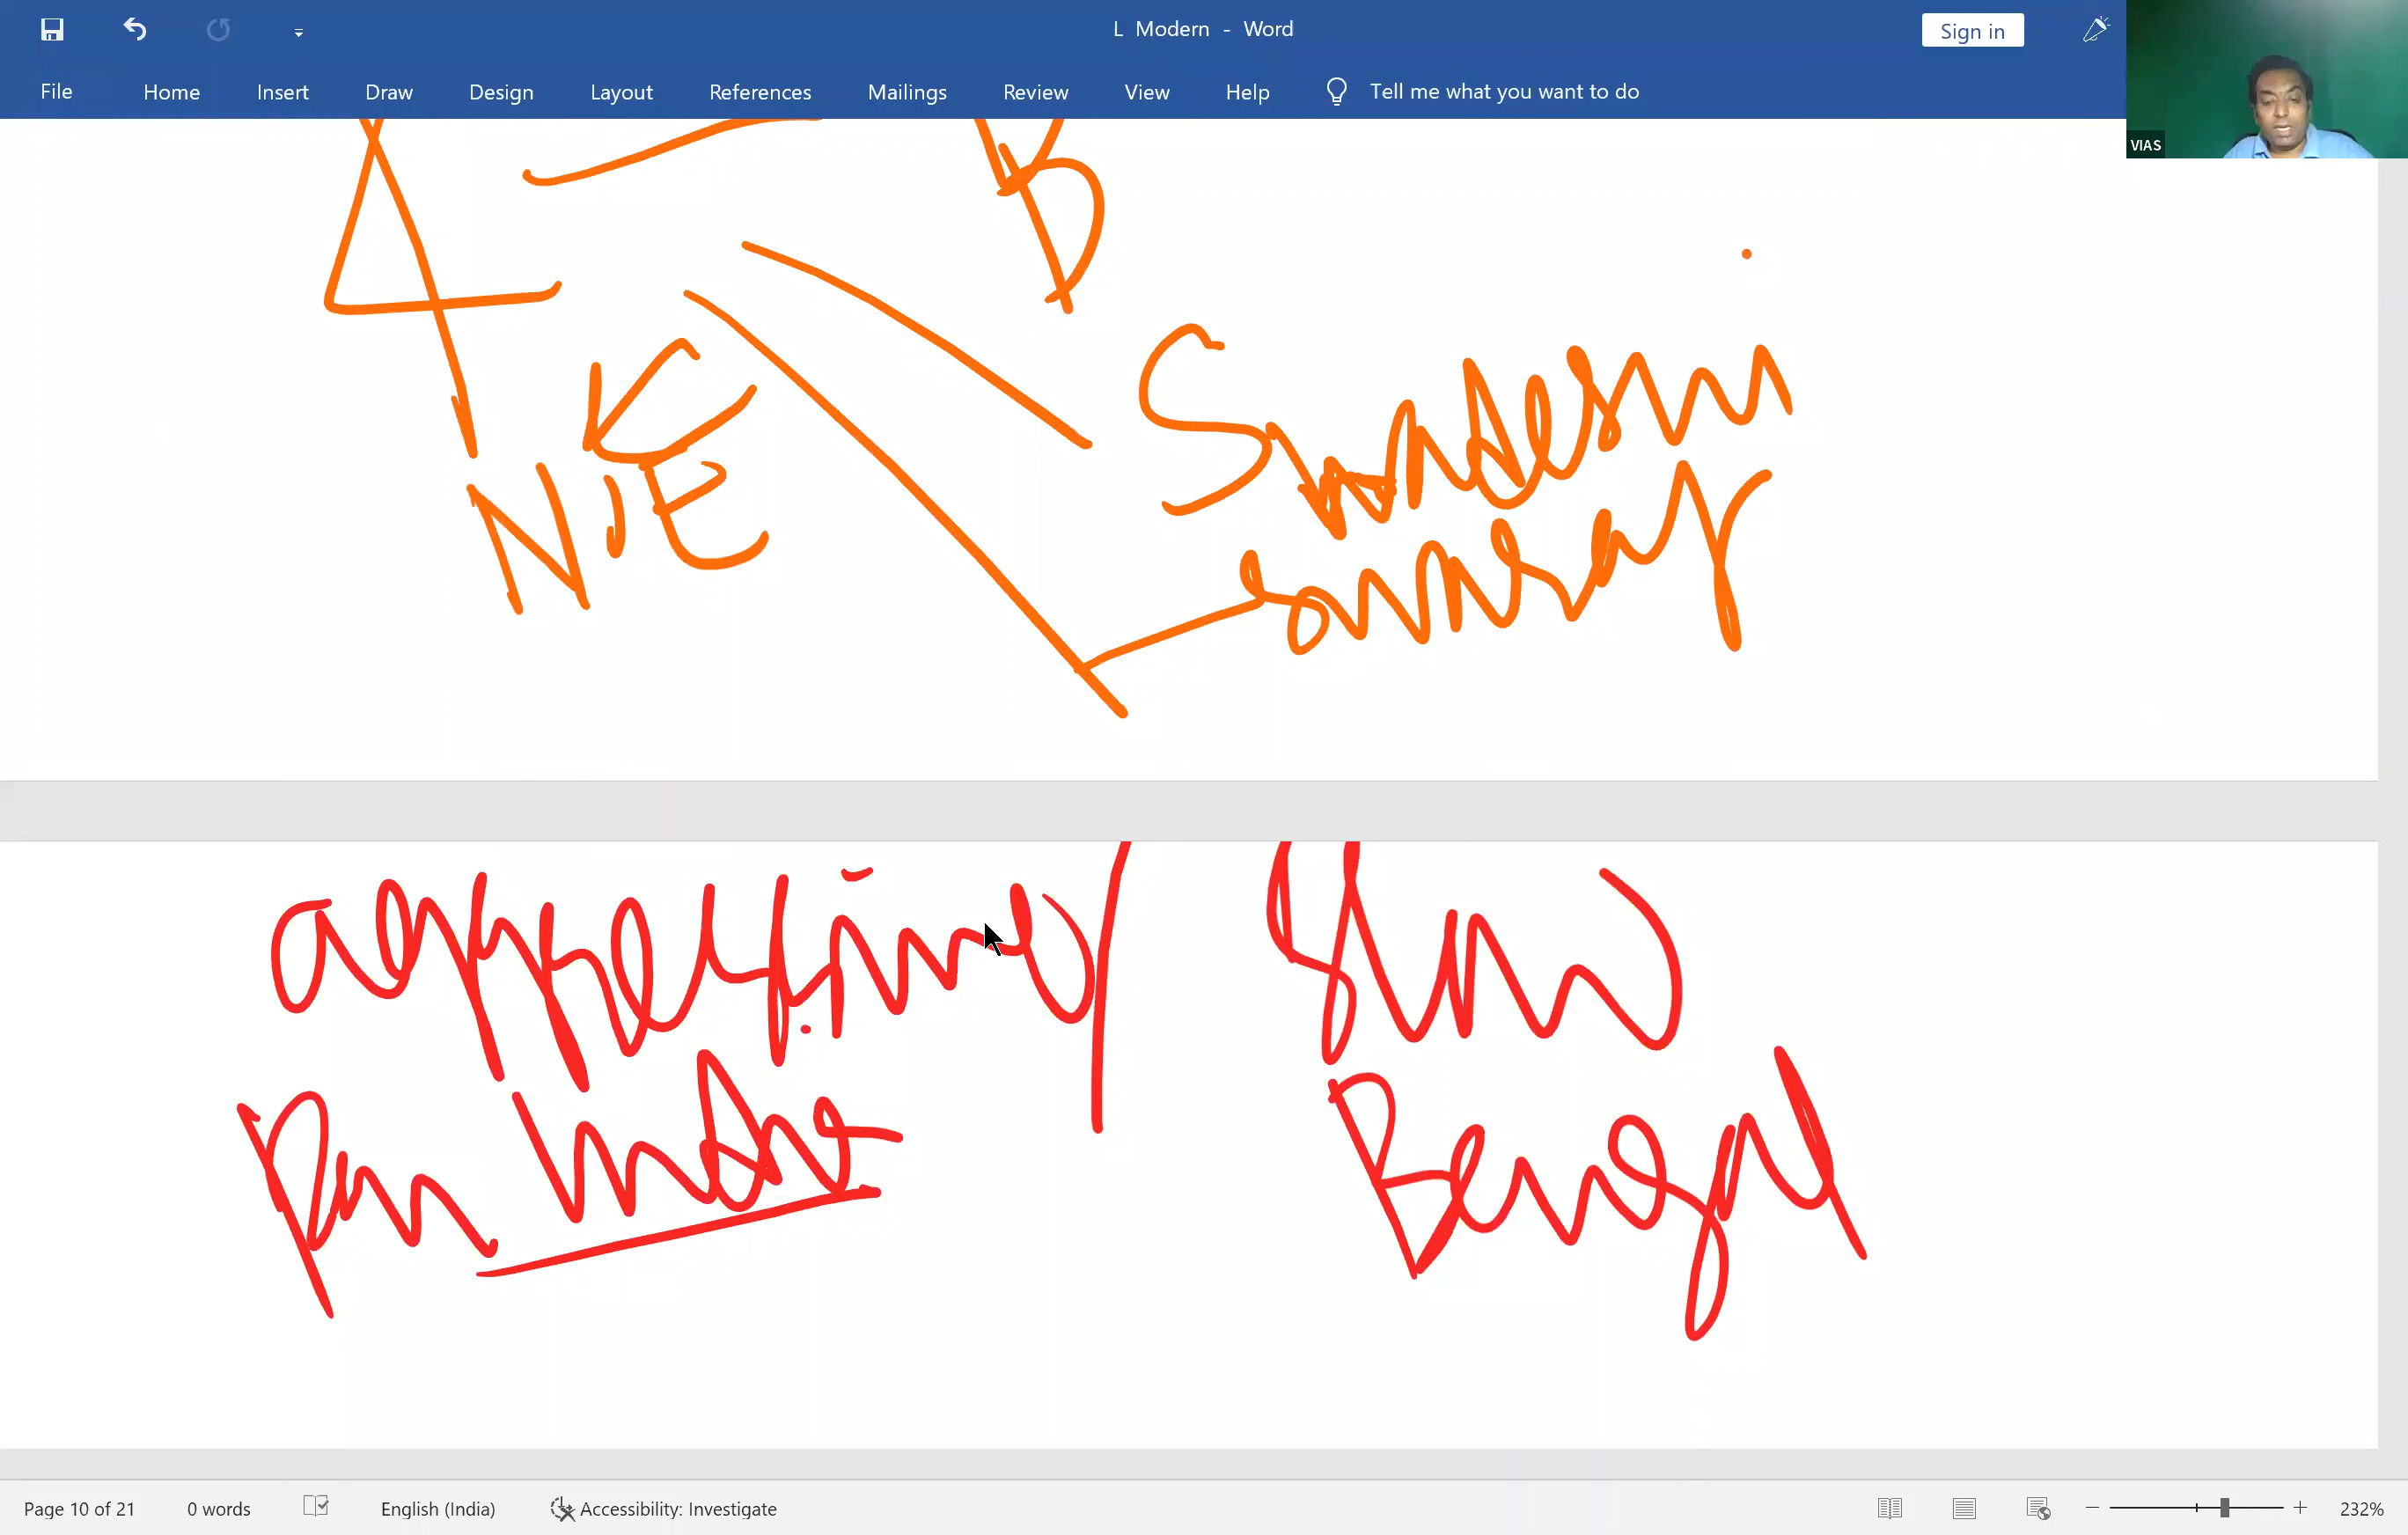 L Modern - Word
Sign in
File Home Insert Draw Design Layout References Mailings Review View Help Tell me what you want to do
VIAS
B
K
N E
Swadeshi
aggressive
Slow
Pan India
Bengal
Page 10 of 21 0 words English (India) Accessibility: Investigate 232%